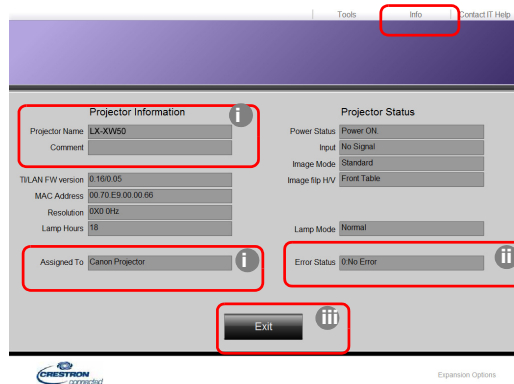 Tools Info Contact IT Help
Projector Information
i
Projector Status
Projector Name LX-XW50
Power Status Power ON.
Comment
Input No Signal
Image Mode Standard
TI/LAN FW version 0.16/0.05
Image filp H/V Front Table
MAC Address 00.70.E9.00.00.66
Resolution 0X0 0Hz
Lamp Hours 18
Lamp Mode Normal
Assigned To Canon Projector
i
Error Status 0:No Error
ii
Exit
iii
CRESTRON
connected
Expansion Options